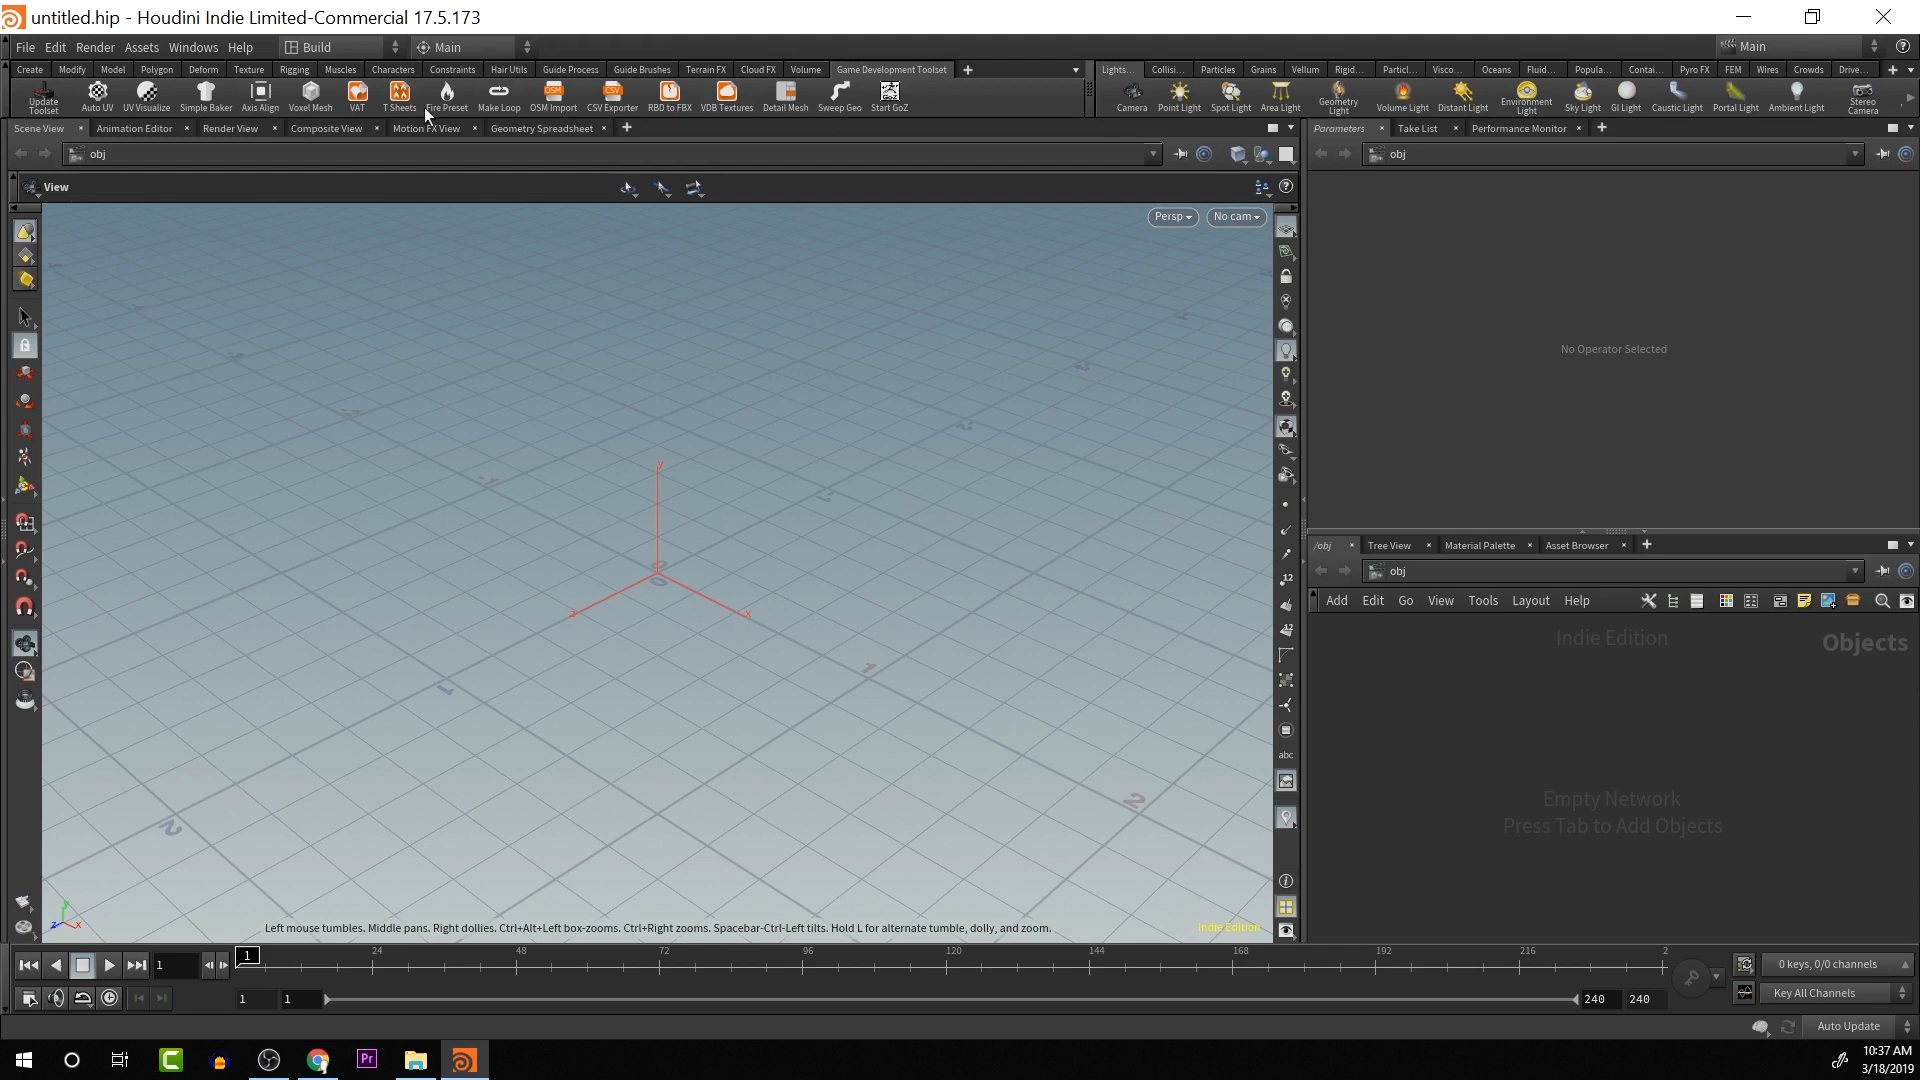 untitled.hip - Houdini Indie Limited-Commercial 17.5.173
File Edit Render Assets Windows Help Build Main Main
Create Modify Model Polygon Deform Texture Rigging Muscles Characters Constraints Hair Utils Guide Process Guide Brushes Terrain FX Cloud FX Volume Game Development Toolset
Lights... Collisi... Particles Grains Vellum Rigid... Particl... Visco... Oceans Fluid... Popula... Contai... Pyro FX FEM Wires Crowds Drive...
Update Toolset Auto UV UV Visualize Simple Baker Axis Align Voxel Mesh VAT T Sheets Fire Preset Make Loop OSM Import CSV Exporter RBD to FBX VDB Textures Detail Mesh Sweep Geo Start GoZ
Camera Point Light Spot Light Area Light Geometry Light Volume Light Distant Light Environment Light Sky Light GI Light Caustic Light Portal Light Ambient Light Stereo Camera
Scene View Animation Editor Render View Composite View Motion FX View Geometry Spreadsheet
Parameters Take List Performance Monitor
obj
obj
View
Persp No cam
No Operator Selected
/obj Tree View Material Palette Asset Browser
obj
Add Edit Go View Tools Layout Help
Indie Edition
Objects
Empty Network
Press Tab to Add Objects
y
z
x
0
0
1
1
2
2
12
12
abc
Left mouse tumbles. Middle pans. Right dollies. Ctrl+Alt+Left box-zooms. Ctrl+Right zooms. Spacebar-Ctrl-Left tilts. Hold L for alternate tumble, dolly, and zoom.
Indie Edition
1 1 24 48 72 96 120 144 168 192 216 2
0 keys, 0/0 channels
1 1 240 240
Key All Channels
Auto Update
Pr
10:37 AM
3/18/2019